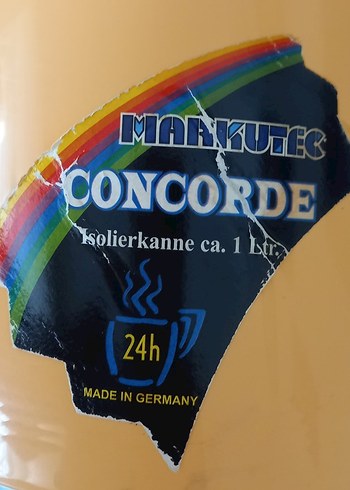 MARKUTEC
CONCORDE
Isolierkanne ca. 1 Ltr.
24h
MADE IN GERMANY